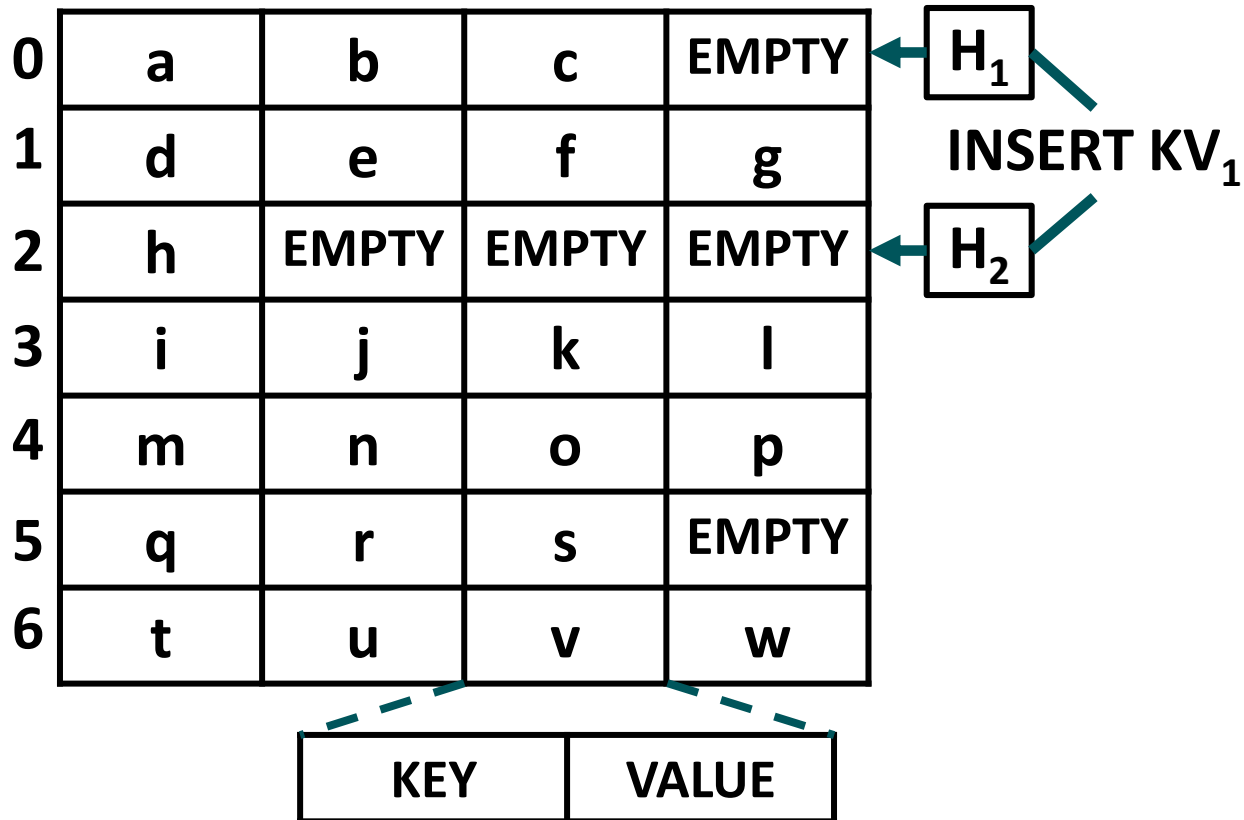 0 a b c EMPTY H₁
1 d e f g INSERT KV₁
2 h EMPTY EMPTY EMPTY H₂
3 i j k l
4 m n o p
5 q r s EMPTY
6 t u v w
KEY VALUE